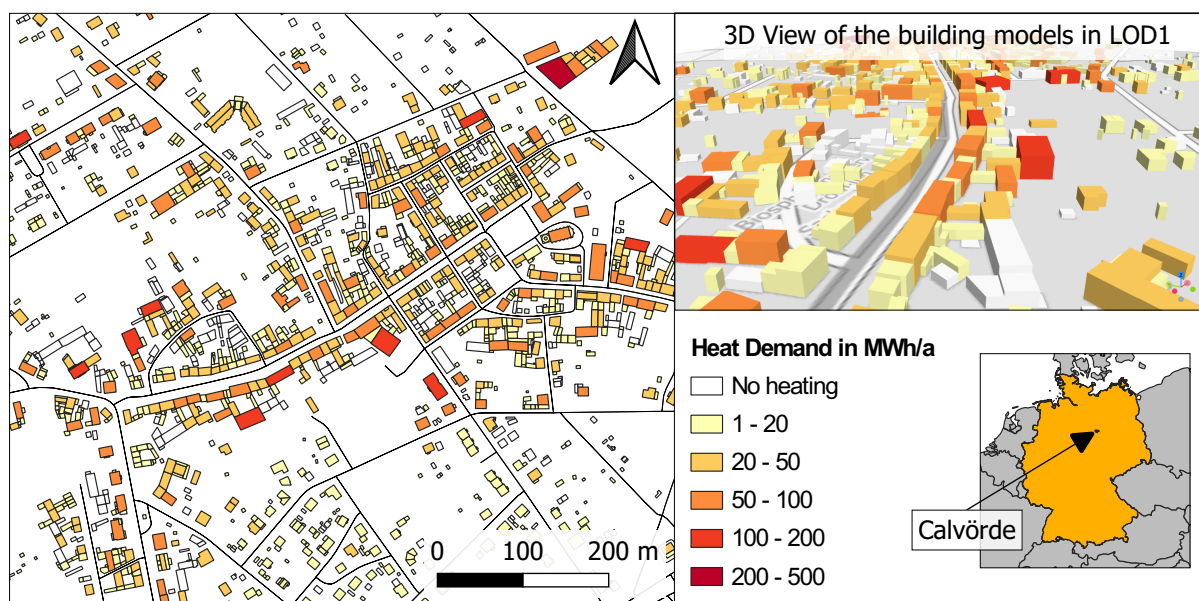 3D View of the building models in LOD1
Heat Demand in MWh/a
No heating
1 - 20
20 - 50
50 - 100
100 - 200
200 - 500
0 100 200 m
Calvörde